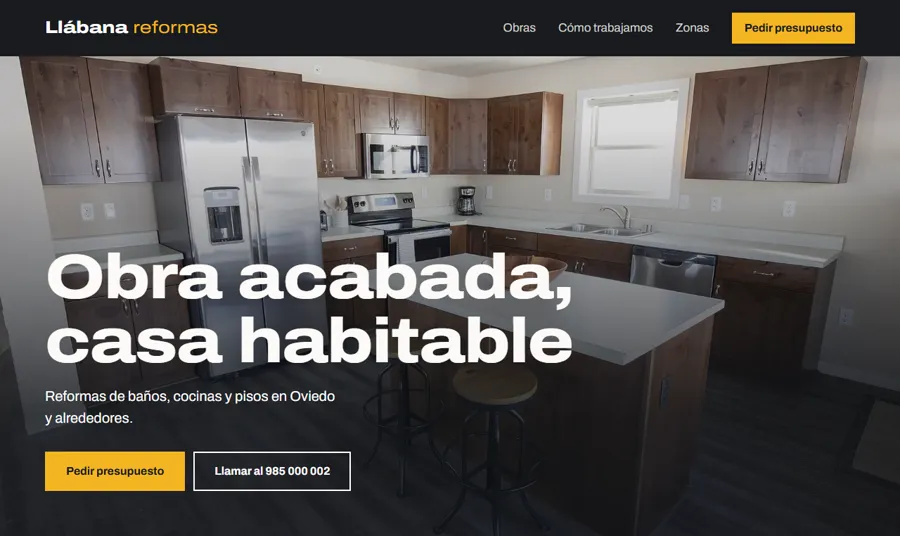 Llábana reformas
Obras
Cómo trabajamos
Zonas
Pedir presupuesto
Obra acabada,
casa habitable
Reformas de baños, cocinas y pisos en Oviedo
y alrededores.
Pedir presupuesto
Llamar al 985 000 002